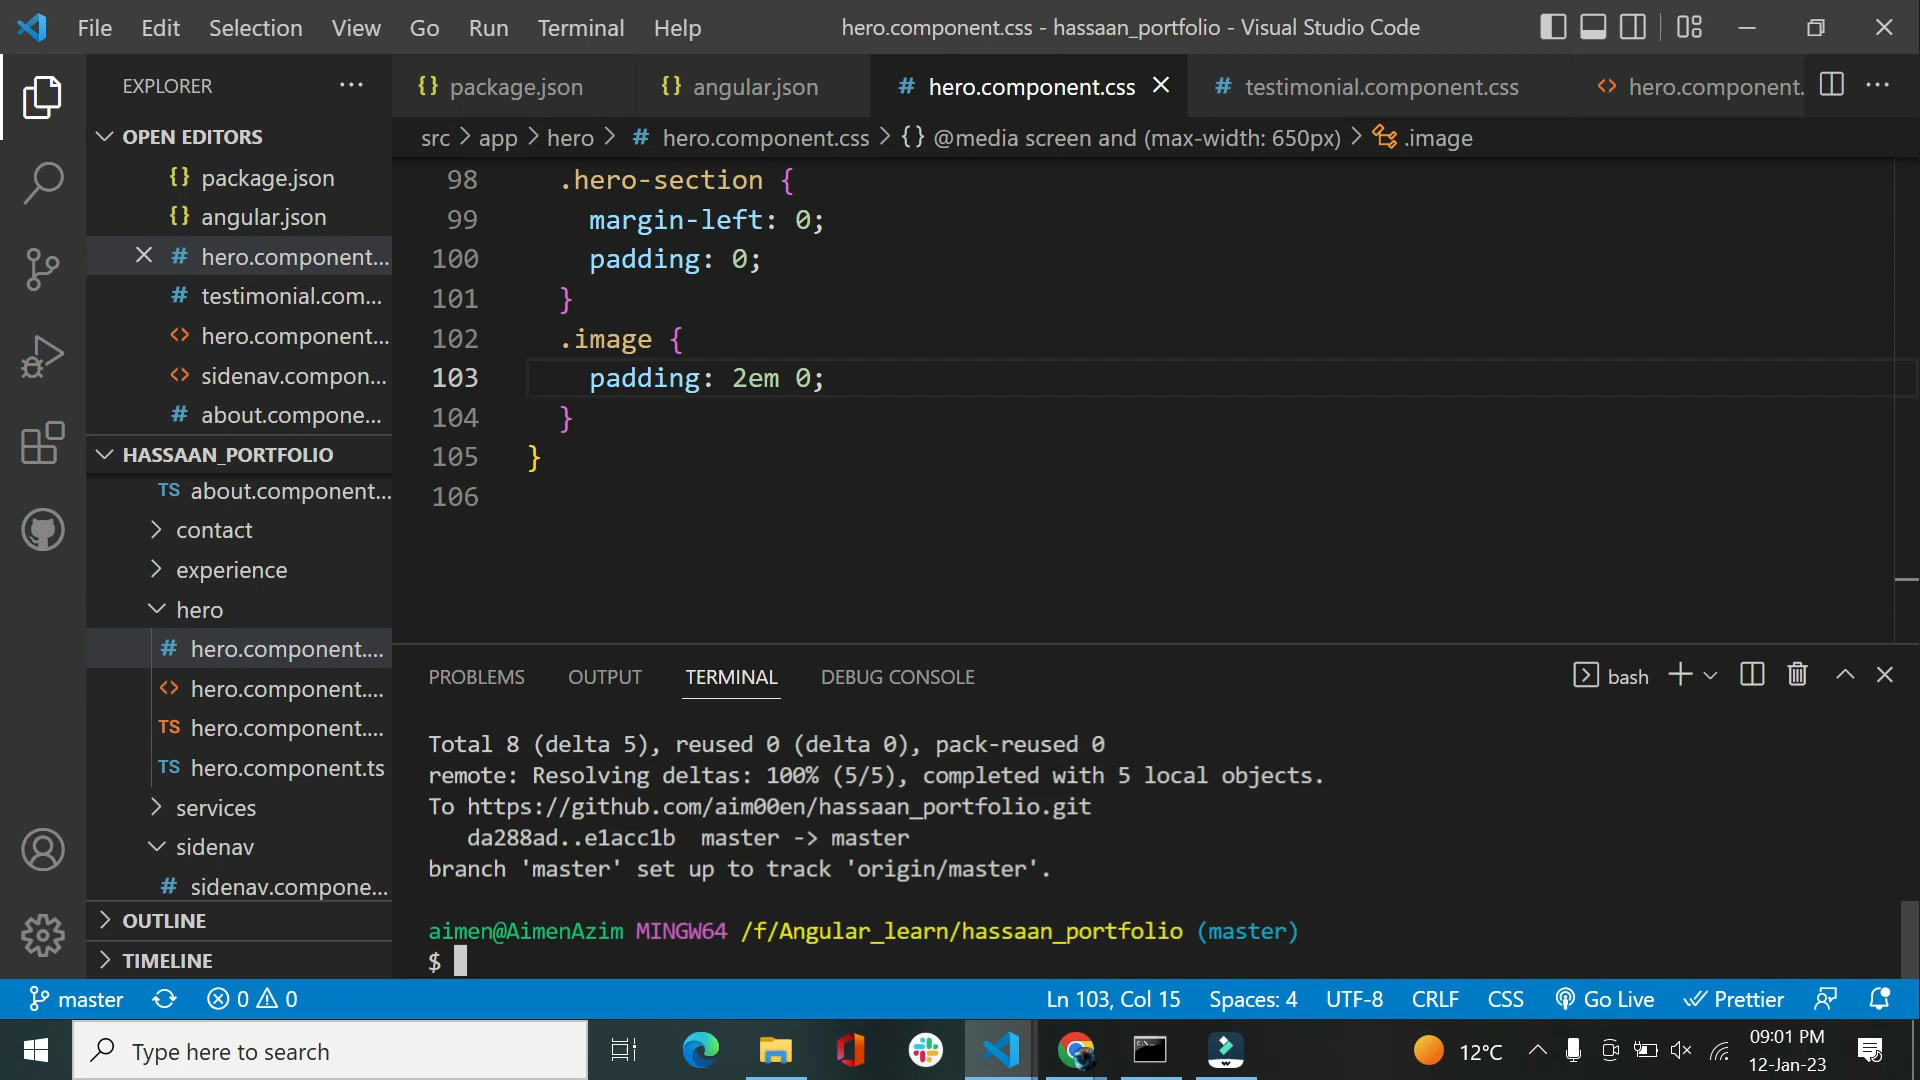 File Edit Selection View Go Run Terminal Help
hero.component.css - hassaan_portfolio - Visual Studio Code
EXPLORER
OPEN EDITORS
{} package.json
{} angular.json
# hero.component...
# testimonial.com...
<> hero.component...
<> sidenav.compon...
# about.compone...
HASSAAN_PORTFOLIO
TS about.component...
contact
experience
hero
# hero.component....
<> hero.component....
TS hero.component....
TS hero.component.ts
services
sidenav
# sidenav.compone...
OUTLINE
TIMELINE
{} package.json {} angular.json # hero.component.css # testimonial.component.css <> hero.component.
src > app > hero > # hero.component.css > {} @media screen and (max-width: 650px) > .image
98 .hero-section {
99 margin-left: 0;
100 padding: 0;
101 }
102 .image {
103 padding: 2em 0;
104 }
105 }
106
PROBLEMS OUTPUT TERMINAL DEBUG CONSOLE
bash
Total 8 (delta 5), reused 0 (delta 0), pack-reused 0
remote: Resolving deltas: 100% (5/5), completed with 5 local objects.
To https://github.com/aim00en/hassaan_portfolio.git
da288ad..e1acc1b master -> master
branch 'master' set up to track 'origin/master'.
aimen@AimenAzim MINGW64 /f/Angular_learn/hassaan_portfolio (master)
$
master 0 0 Ln 103, Col 15 Spaces: 4 UTF-8 CRLF CSS Go Live Prettier
Type here to search
12°C
09:01 PM
12-Jan-23